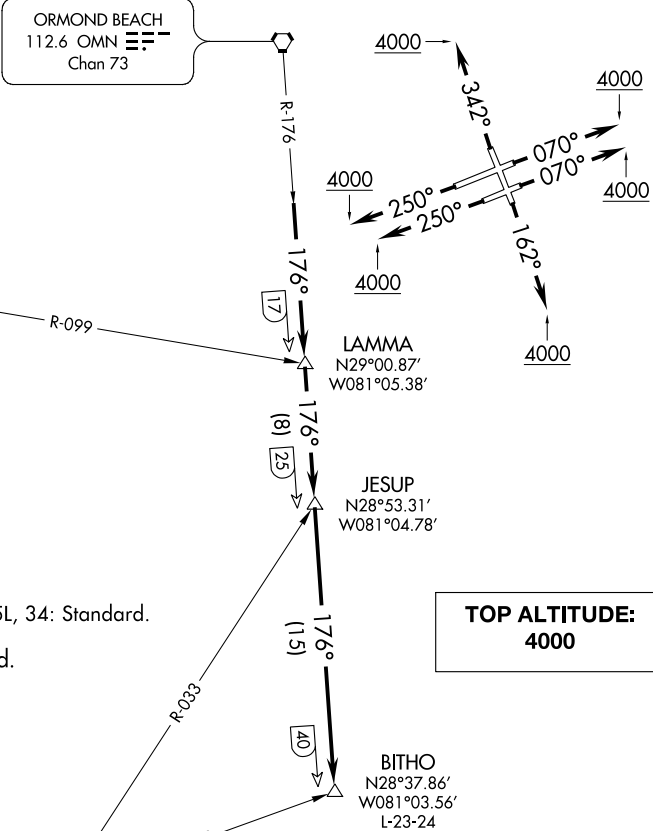 ORMOND BEACH
112.6 OMN
Chan 73
R-176
4000
342°
4000
070°
070°
4000
4000
250°
250°
4000
162°
4000
176°
17
R-099
LAMMA
N29°00.87′
W081°05.38′
176°
(8)
25
JESUP
N28°53.31′
W081°04.78′
5L, 34: Standard.
d.
TOP ALTITUDE:
4000
176°
(15)
R-033
40
BITHO
N28°37.86′
W081°03.56′
L-23-24